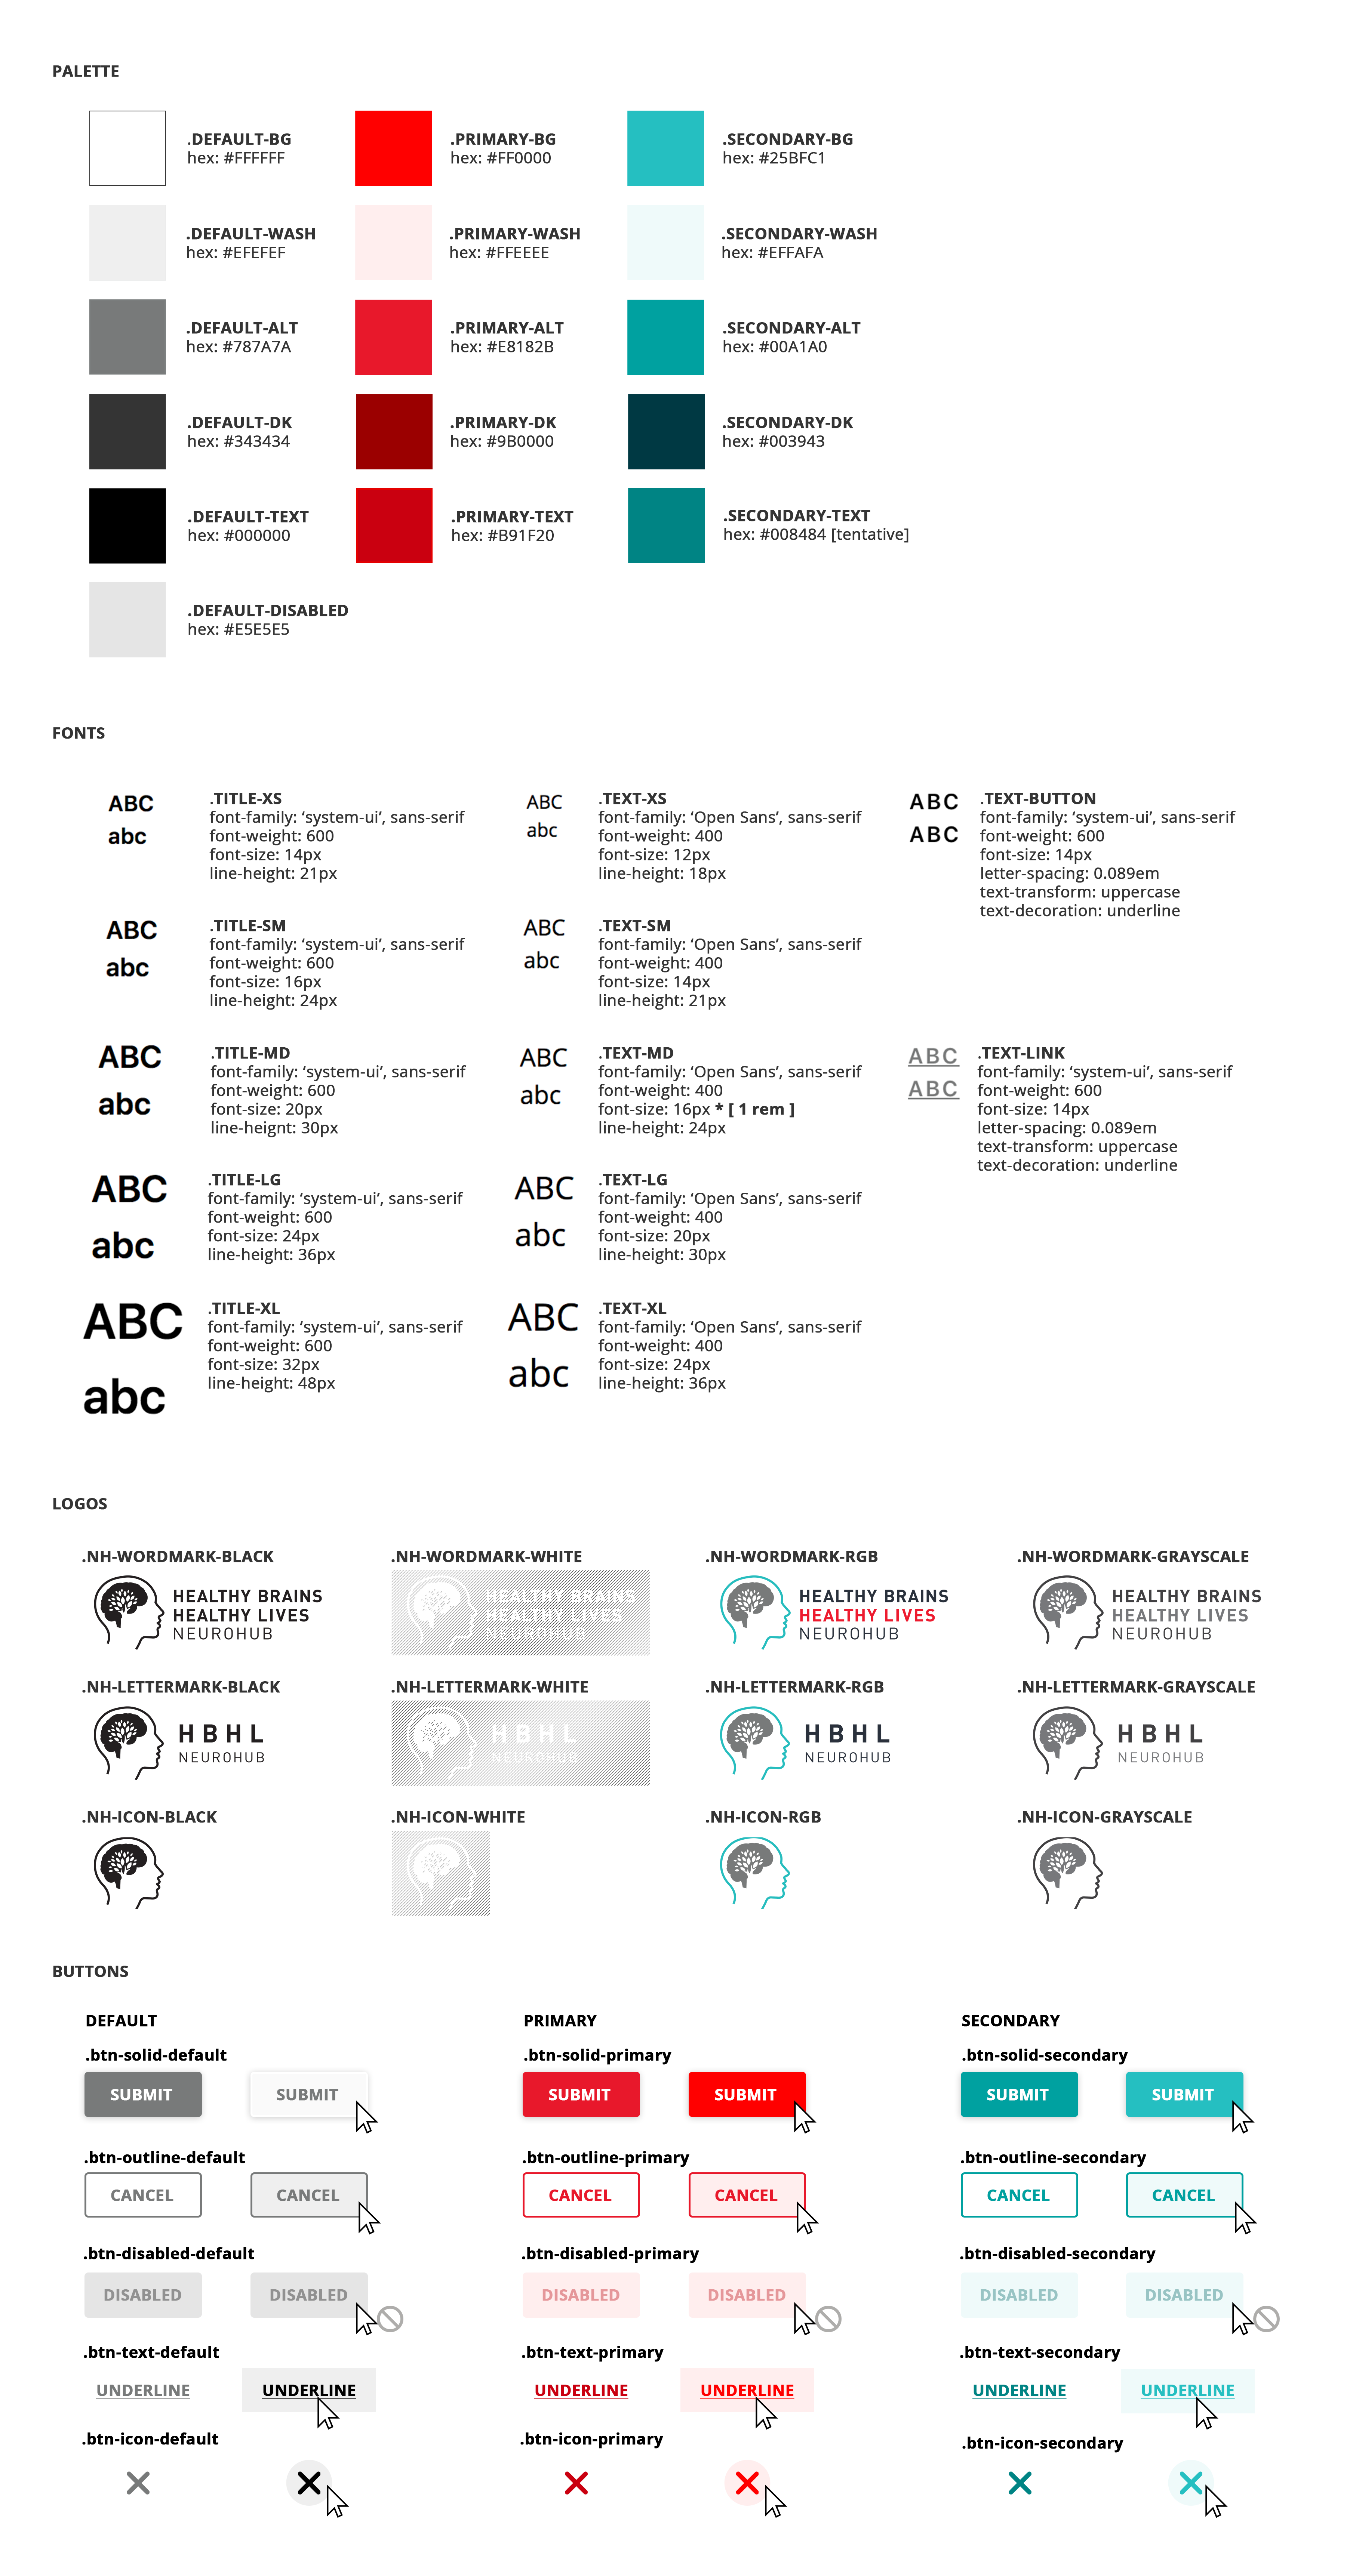 PALETTE
.DEFAULT-BG
hex: #FFFFFF
.PRIMARY-BG
hex: #FF0000
.SECONDARY-BG
hex: #25BFC1
.DEFAULT-WASH
hex: #EFEFEF
.PRIMARY-WASH
hex: #FFEEEE
.SECONDARY-WASH
hex: #EFFAFA
.DEFAULT-ALT
hex: #787A7A
.PRIMARY-ALT
hex: #E8182B
.SECONDARY-ALT
hex: #00A1A0
.DEFAULT-DK
hex: #343434
.PRIMARY-DK
hex: #9B0000
.SECONDARY-DK
hex: #003943
.DEFAULT-TEXT
hex: #000000
.PRIMARY-TEXT
hex: #B91F20
.SECONDARY-TEXT
hex: #008484 [tentative]
.DEFAULT-DISABLED
hex: #E5E5E5
FONTS
ABC
abc
.TITLE-XS
font-family: ‘system-ui’, sans-serif
font-weight: 600
font-size: 14px
line-height: 21px
ABC
abc
.TEXT-XS
font-family: ‘Open Sans’, sans-serif
font-weight: 400
font-size: 12px
line-height: 18px
ABC
ABC
.TEXT-BUTTON
font-family: ‘system-ui’, sans-serif
font-weight: 600
font-size: 14px
letter-spacing: 0.089em
text-transform: uppercase
text-decoration: underline
ABC
abc
.TITLE-SM
font-family: ‘system-ui’, sans-serif
font-weight: 600
font-size: 16px
line-height: 24px
ABC
abc
.TEXT-SM
font-family: ‘Open Sans’, sans-serif
font-weight: 400
font-size: 14px
line-height: 21px
ABC
abc
.TITLE-MD
font-family: ‘system-ui’, sans-serif
font-weight: 600
font-size: 20px
line-heignt: 30px
ABC
abc
.TEXT-MD
font-family: ‘Open Sans’, sans-serif
font-weight: 400
font-size: 16px * [ 1 rem ]
line-height: 24px
ABC
ABC
.TEXT-LINK
font-family: ‘system-ui’, sans-serif
font-weight: 600
font-size: 14px
letter-spacing: 0.089em
text-transform: uppercase
text-decoration: underline
ABC
abc
.TITLE-LG
font-family: ‘system-ui’, sans-serif
font-weight: 600
font-size: 24px
line-height: 36px
ABC
abc
.TEXT-LG
font-family: ‘Open Sans’, sans-serif
font-weight: 400
font-size: 20px
line-height: 30px
ABC
abc
.TITLE-XL
font-family: ‘system-ui’, sans-serif
font-weight: 600
font-size: 32px
line-height: 48px
ABC
abc
.TEXT-XL
font-family: ‘Open Sans’, sans-serif
font-weight: 400
font-size: 24px
line-height: 36px
LOGOS
.NH-WORDMARK-BLACK
HEALTHY BRAINS
HEALTHY LIVES
NEUROHUB
.NH-WORDMARK-WHITE
HEALTHY BRAINS
HEALTHY LIVES
NEUROHUB
.NH-WORDMARK-RGB
HEALTHY BRAINS
HEALTHY LIVES
NEUROHUB
.NH-WORDMARK-GRAYSCALE
HEALTHY BRAINS
HEALTHY LIVES
NEUROHUB
.NH-LETTERMARK-BLACK
HBHL
NEUROHUB
.NH-LETTERMARK-WHITE
HBHL
NEUROHUB
.NH-LETTERMARK-RGB
HBHL
NEUROHUB
.NH-LETTERMARK-GRAYSCALE
HBHL
NEUROHUB
.NH-ICON-BLACK
.NH-ICON-WHITE
.NH-ICON-RGB
.NH-ICON-GRAYSCALE
BUTTONS
DEFAULT
PRIMARY
SECONDARY
.btn-solid-default
.btn-solid-primary
.btn-solid-secondary
SUBMIT
SUBMIT
SUBMIT
SUBMIT
SUBMIT
SUBMIT
.btn-outline-default
.btn-outline-primary
.btn-outline-secondary
CANCEL
CANCEL
CANCEL
CANCEL
CANCEL
CANCEL
.btn-disabled-default
.btn-disabled-primary
.btn-disabled-secondary
DISABLED
DISABLED
DISABLED
DISABLED
DISABLED
DISABLED
.btn-text-default
.btn-text-primary
.btn-text-secondary
UNDERLINE
UNDERLINE
UNDERLINE
UNDERLINE
UNDERLINE
UNDERLINE
.btn-icon-default
.btn-icon-primary
.btn-icon-secondary